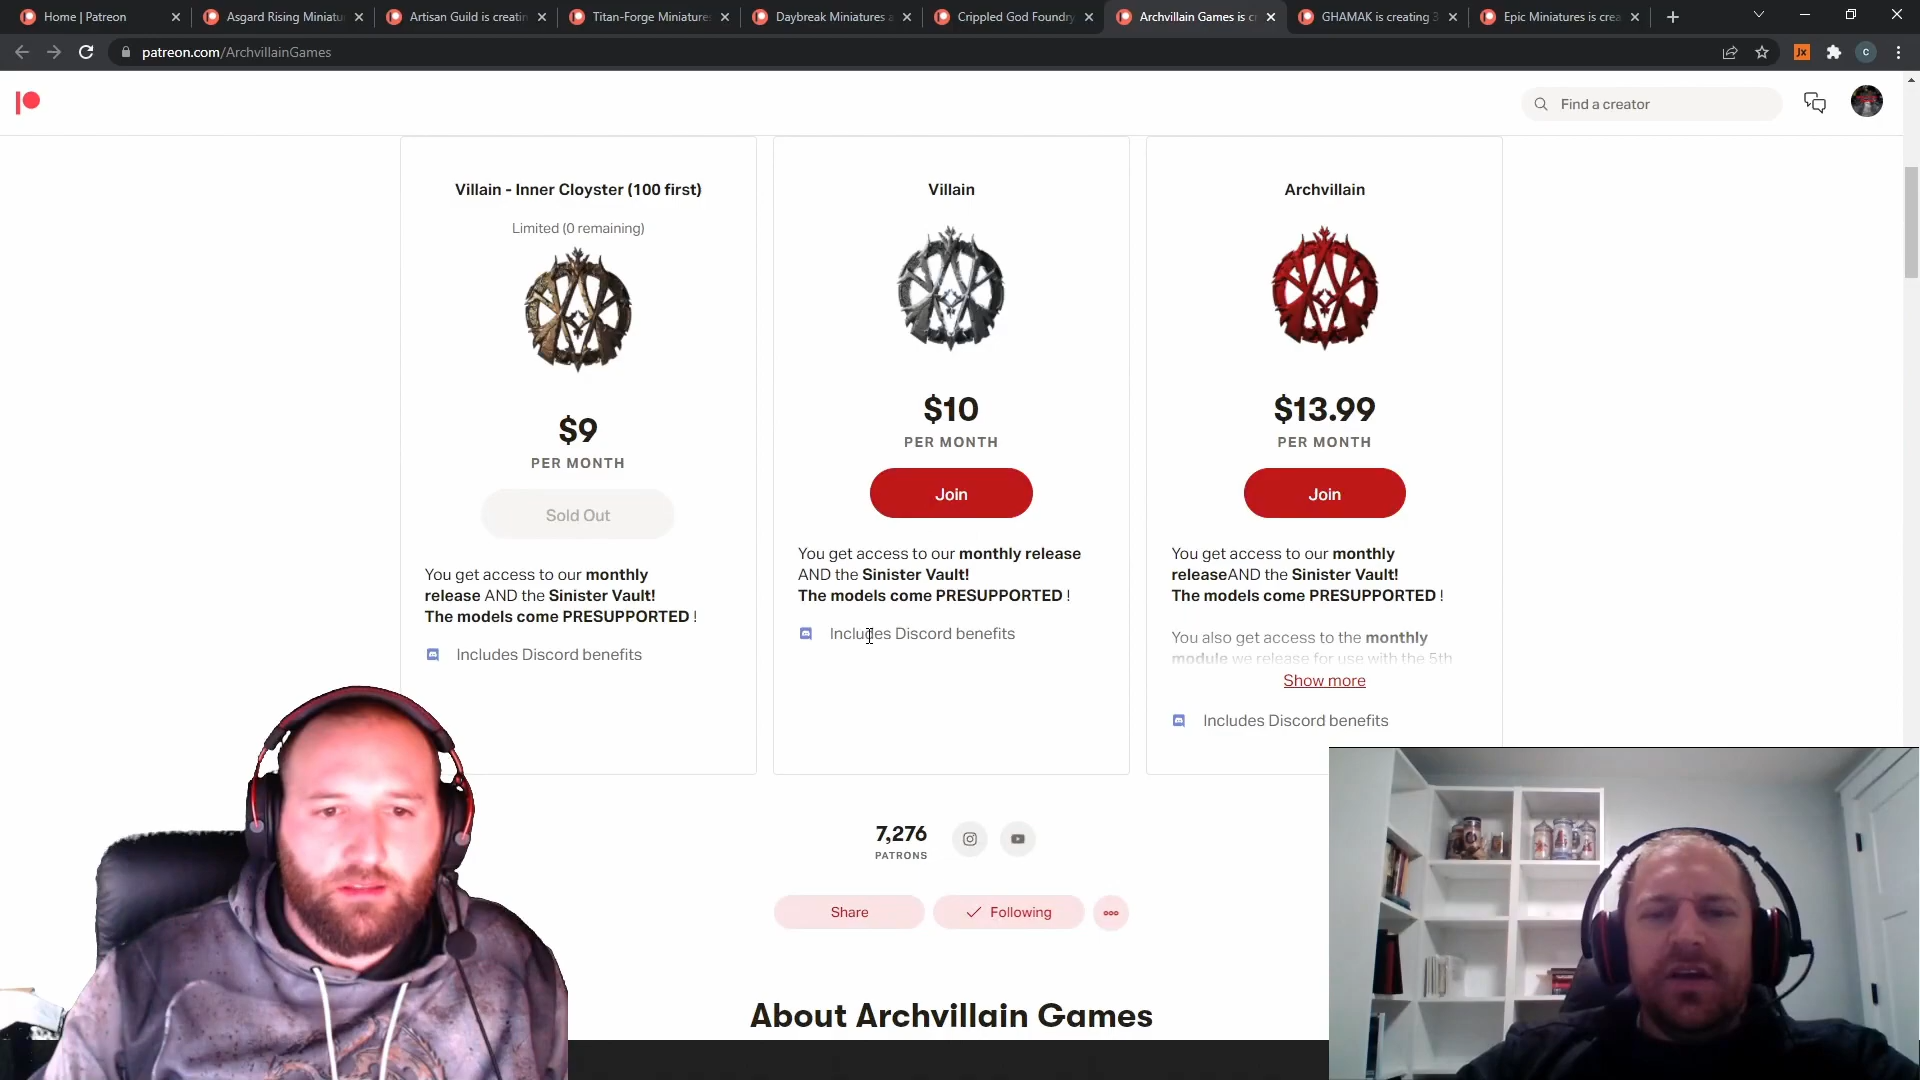 Home | Patreon
Asgard Rising Miniatu
Artisan Guild is creatin
Titan-Forge Miniature
Daybreak Miniatures a
Crippled God Foundry
Archvillain Games is c
GHAMAK is creating 3
Epic Miniatures is crea
patreon.com/ArchvillainGames
Jx
C
Find a creator
Villain - Inner Cloyster (100 first)
Limited (0 remaining)
$9
PER MONTH
Sold Out
You get access to our monthly
release AND the Sinister Vault!
The models come PRESUPPORTED !
Includes Discord benefits
Villain
$10
PER MONTH
Join
You get access to our monthly release
AND the Sinister Vault!
The models come PRESUPPORTED !
Includes Discord benefits
Archvillain
$13.99
PER MONTH
Join
You get access to our monthly
releaseAND the Sinister Vault!
The models come PRESUPPORTED !
You also get access to the monthly
module we release for use with the 5th
Show more
Includes Discord benefits
7,276
PATRONS
Share
Following
About Archvillain Games